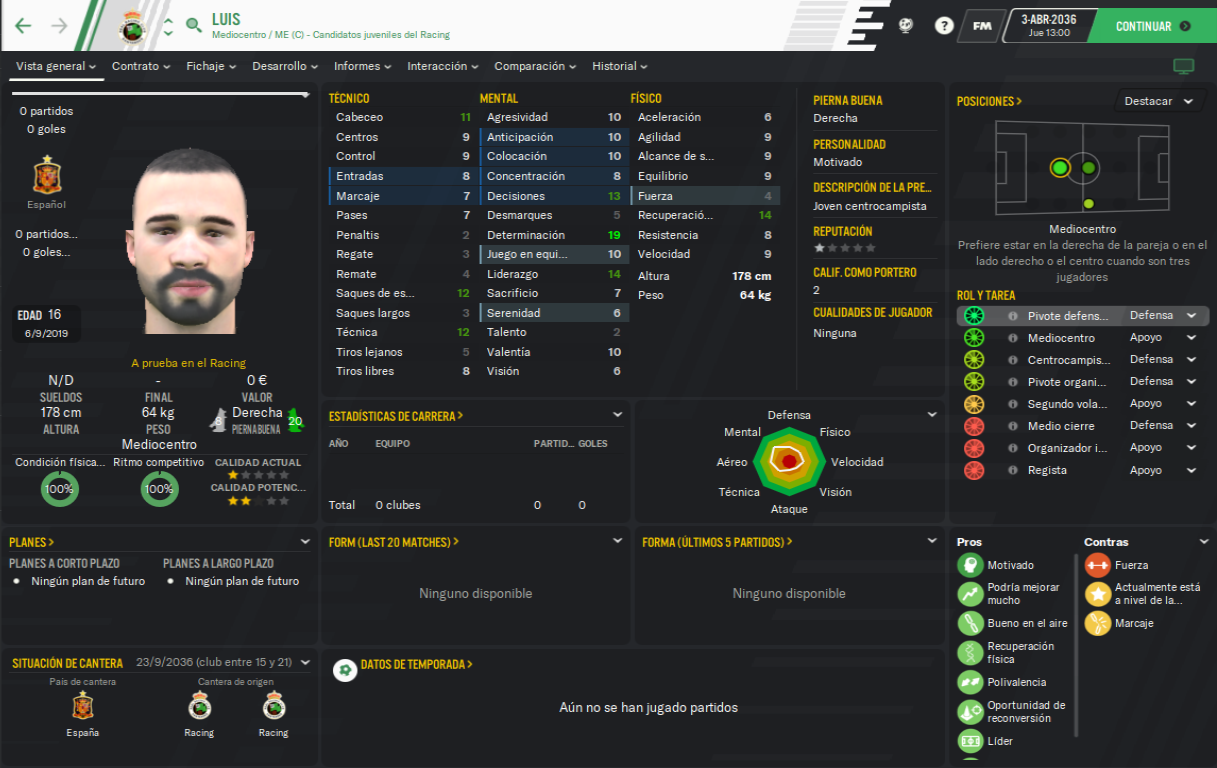 LUIS
Mediocentro / ME (C) - Candidatos juveniles del Racing
?
FM
3-ABR-2036
Jue 13:00
CONTINUAR
Vista general
Contrato
Fichaje
Desarrollo
Informes
Interacción
Comparación
Historial
0 partidos
0 goles
Español
0 partidos...
0 goles...
EDAD 16
6/9/2019
A prueba en el Racing
N/D
SUELDOS
-
FINAL
0 €
VALOR
178 cm
ALTURA
64 kg
PESO
8
Derecha
PIERNA BUENA
20
Mediocentro
Condición física...
100%
Ritmo competitivo
100%
CALIDAD ACTUAL
CALIDAD POTENC...
TÉCNICO
Cabeceo 11
Centros 9
Control 9
Entradas 8
Marcaje 7
Pases 7
Penaltis 2
Regate 3
Remate 4
Saques de es... 12
Saques largos 3
Técnica 12
Tiros lejanos 5
Tiros libres 8
MENTAL
Agresividad 10
Anticipación 10
Colocación 10
Concentración 8
Decisiones 13
Desmarques 5
Determinación 19
Juego en equi... 10
Liderazgo 14
Sacrificio 7
Serenidad 6
Talento 2
Valentía 10
Visión 6
FÍSICO
Aceleración 6
Agilidad 9
Alcance de s... 9
Equilibrio 9
Fuerza 4
Recuperació... 14
Resistencia 8
Velocidad 9
Altura 178 cm
Peso 64 kg
PIERNA BUENA
Derecha
PERSONALIDAD
Motivado
DESCRIPCIÓN DE LA PRE...
Joven centrocampista
REPUTACIÓN
CALIF. COMO PORTERO
2
CUALIDADES DE JUGADOR
Ninguna
POSICIONES
Destacar
Mediocentro
Prefiere estar en la derecha de la pareja o en el
lado derecho o el centro cuando son tres
jugadores
ROL Y TAREA
Pivote defens... Defensa
Mediocentro Apoyo
Centrocampis... Defensa
Pivote organi... Defensa
Segundo vola... Apoyo
Medio cierre Defensa
Organizador i... Apoyo
Regista Apoyo
ESTADÍSTICAS DE CARRERA
AÑO EQUIPO PARTID... GOLES
Total 0 clubes 0 0
Defensa
Mental Físico
Aéreo Velocidad
Técnica Visión
Ataque
PLANES
PLANES A CORTO PLAZO
Ningún plan de futuro
PLANES A LARGO PLAZO
Ningún plan de futuro
FORM (LAST 20 MATCHES)
Ninguno disponible
FORMA (ÚLTIMOS 5 PARTIDOS)
Ninguno disponible
Pros
Motivado
Podría mejorar
mucho
Bueno en el aire
Recuperación
física
Polivalencia
Oportunidad de
reconversión
Líder
Contras
Fuerza
Actualmente está
a nivel de la...
Marcaje
SITUACIÓN DE CANTERA 23/9/2036 (club entre 15 y 21)
País de cantera
España
Cantera de origen
Racing
Racing
DATOS DE TEMPORADA
Aún no se han jugado partidos